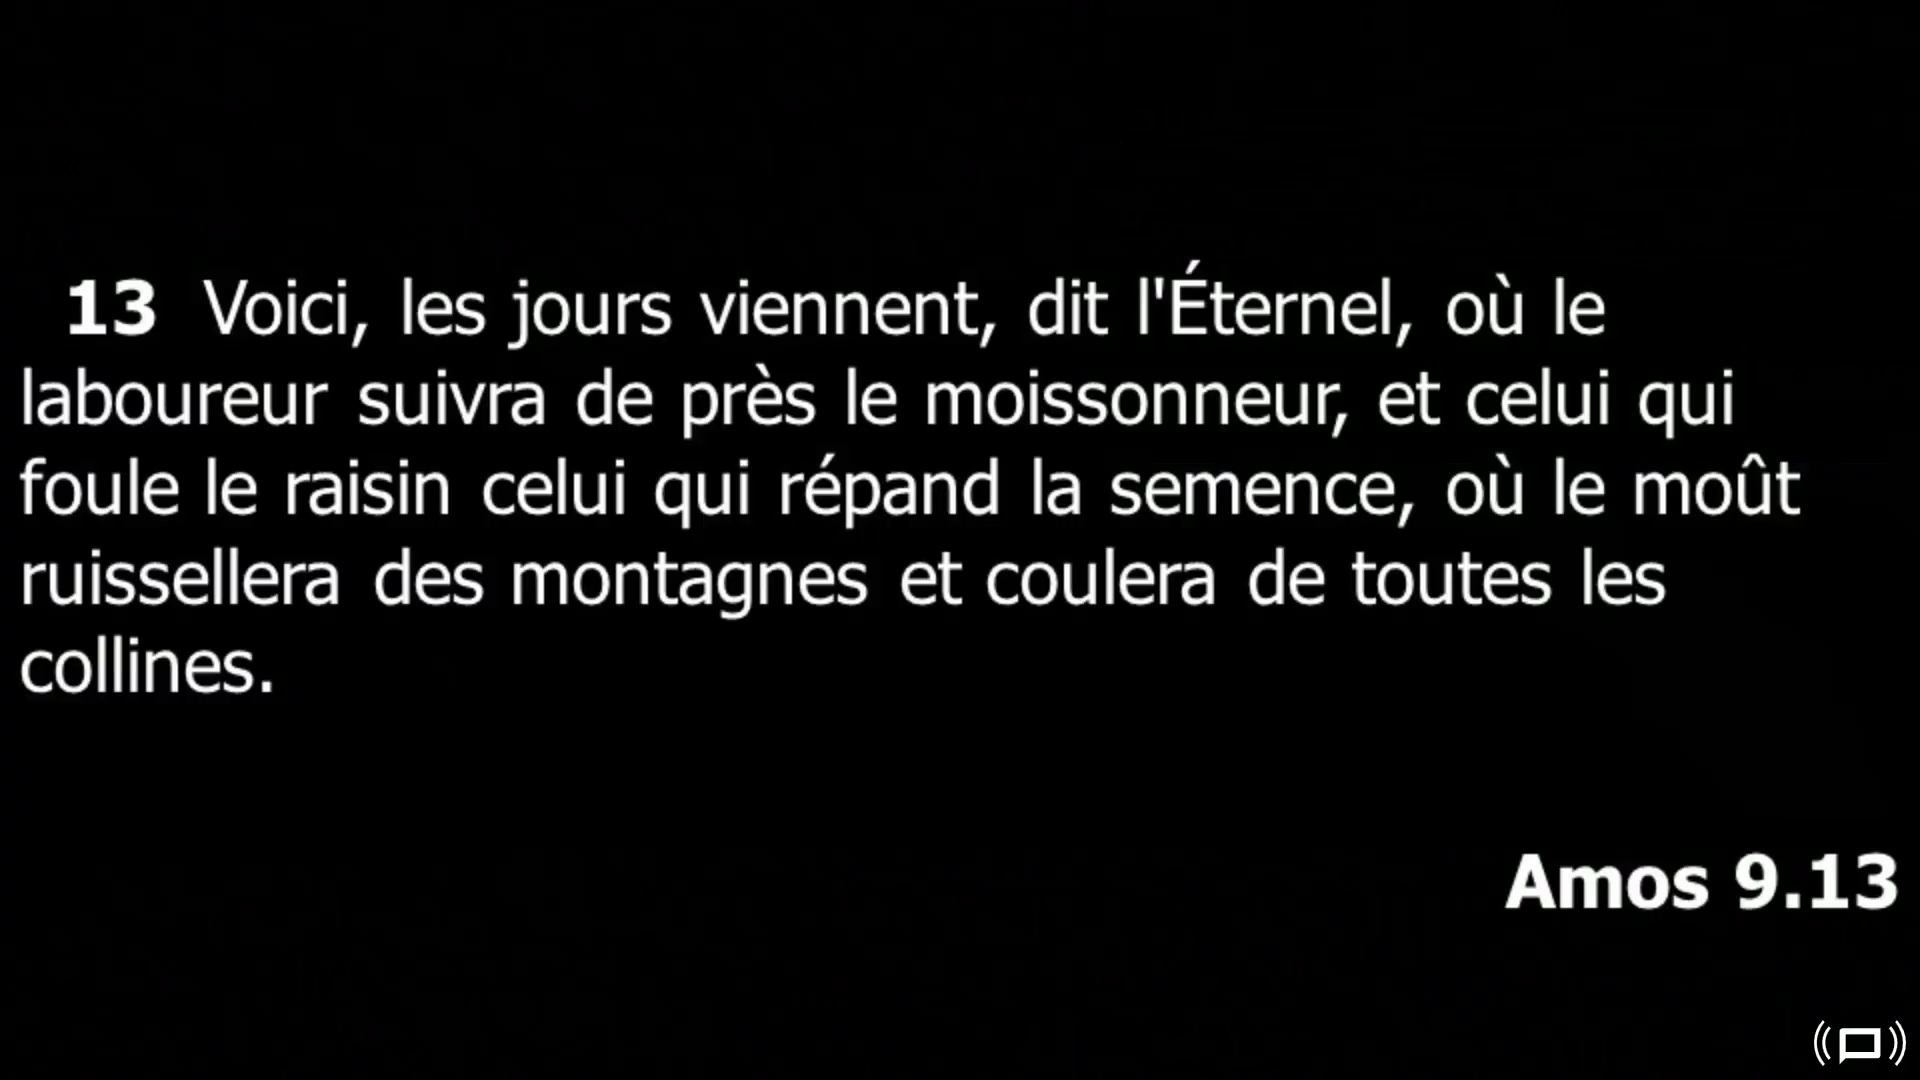 13 Voici, les jours viennent, dit l'Éternel, où le
laboureur suivra de près le moissonneur, et celui qui
foule le raisin celui qui répand la semence, où le moût
ruissellera des montagnes et coulera de toutes les
collines.
Amos 9.13